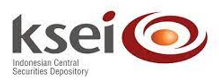 ksei
Indonesian Central
Securities Depository